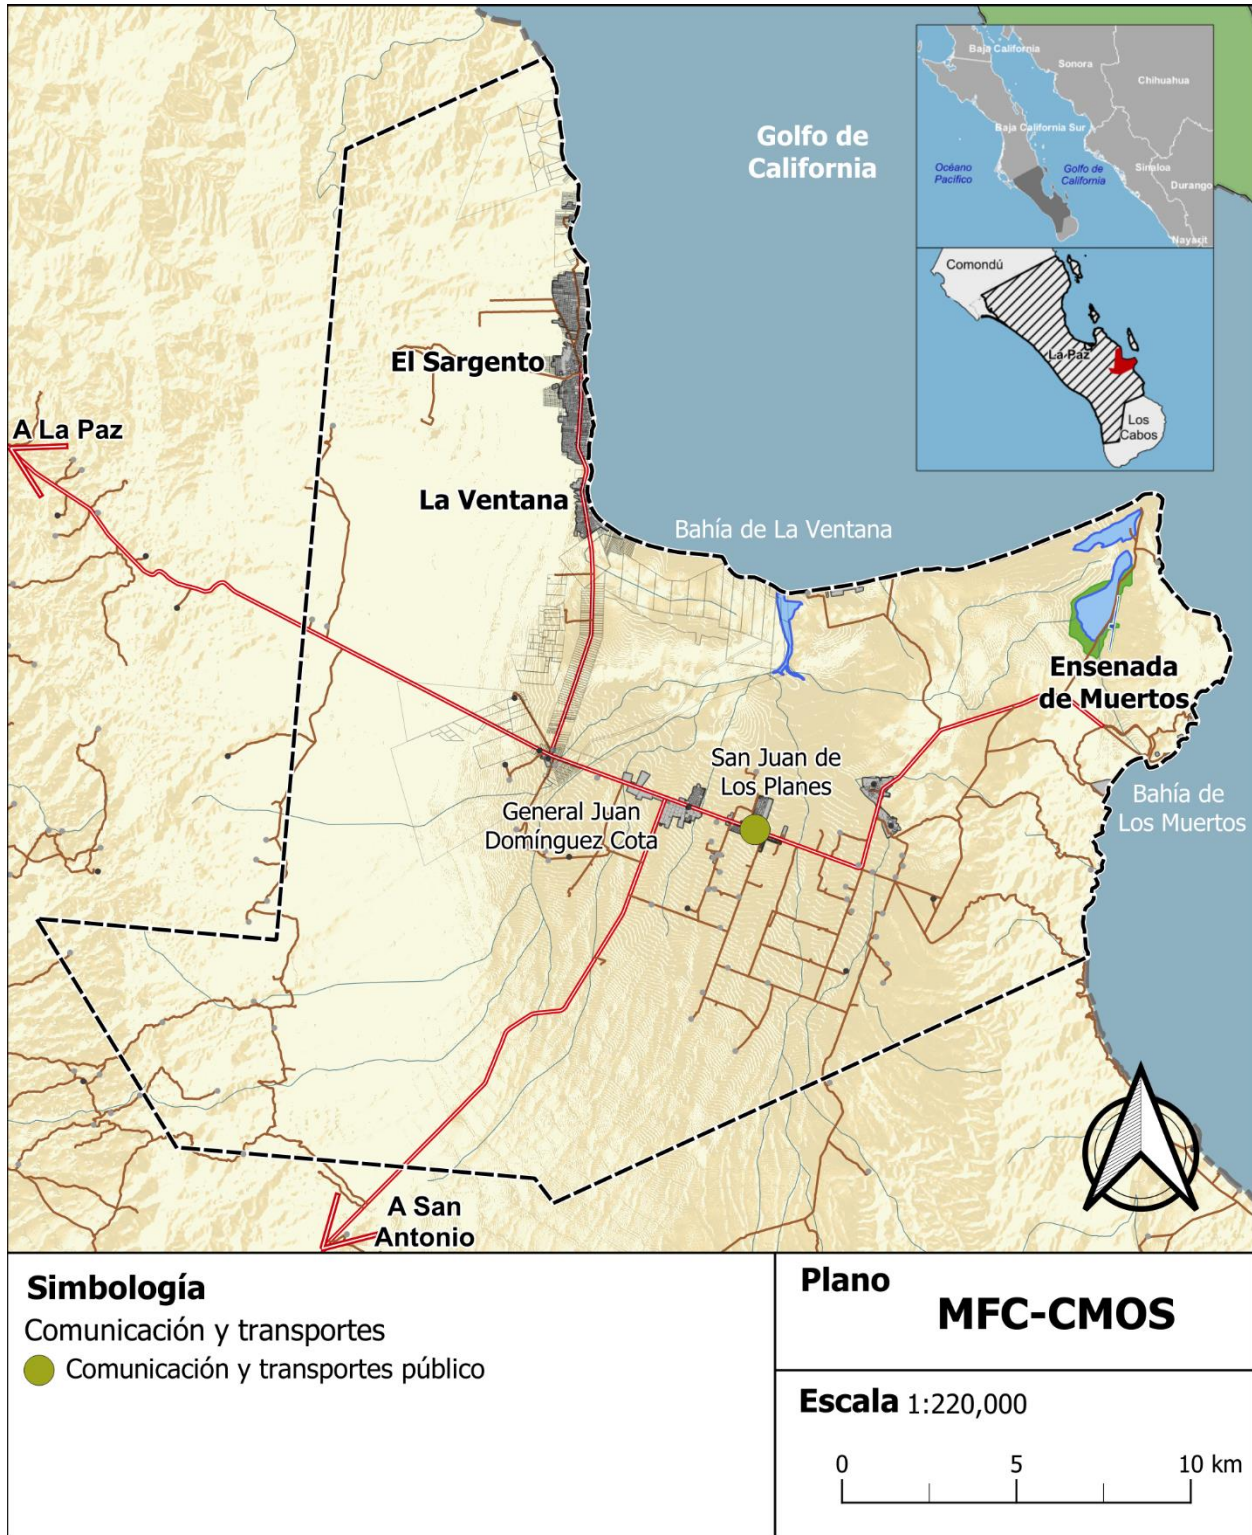 Golfo de
California
Baja California
Sonora
Chihuahua
Baja California Sur
Océano
Pacífico
Golfo de
California
Sinaloa
Durango
Nayarit
Comondú
La Paz
Los
Cabos
El Sargento
A La Paz
La Ventana
Bahía de La Ventana
Ensenada
de Muertos
San Juan de
Los Planes
General Juan
Domínguez Cota
Bahía de
Los Muertos
A San
Antonio
Simbología
Comunicación y transportes
Comunicación y transportes público
Plano
MFC-CMOS
Escala 1:220,000
0 5 10 km